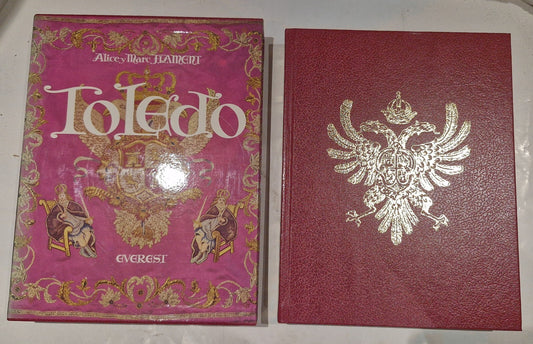 Alice y Marc FLAMENT
ToLedo
EVEREST